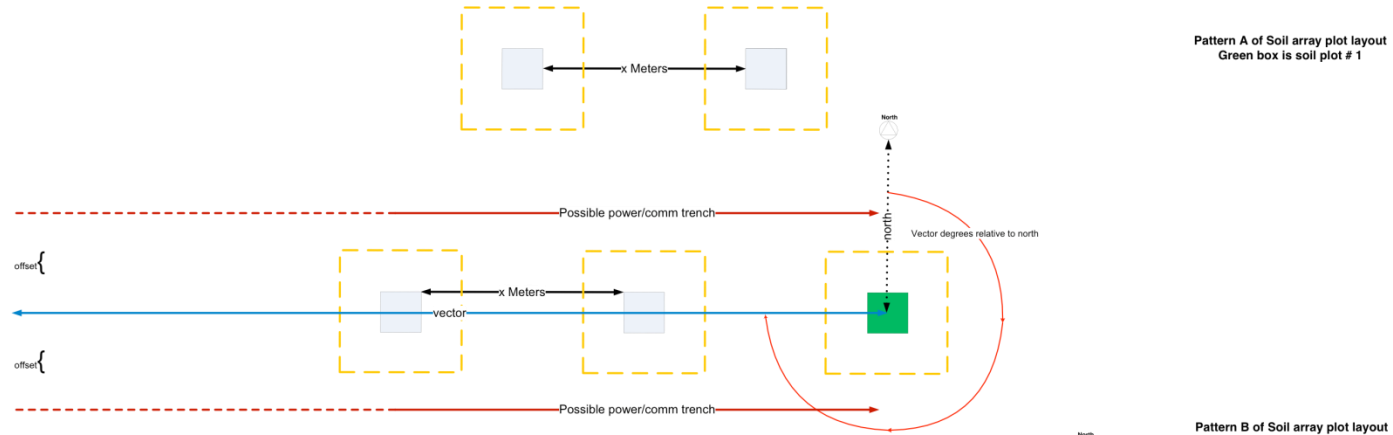 Pattern A of Soil array plot layout
Green box is soil plot # 1
x Meters
North
Possible power/comm trench
north
Vector degrees relative to north
offset{
x Meters
vector
offset{
Possible power/comm trench
Pattern B of Soil array plot layout
North